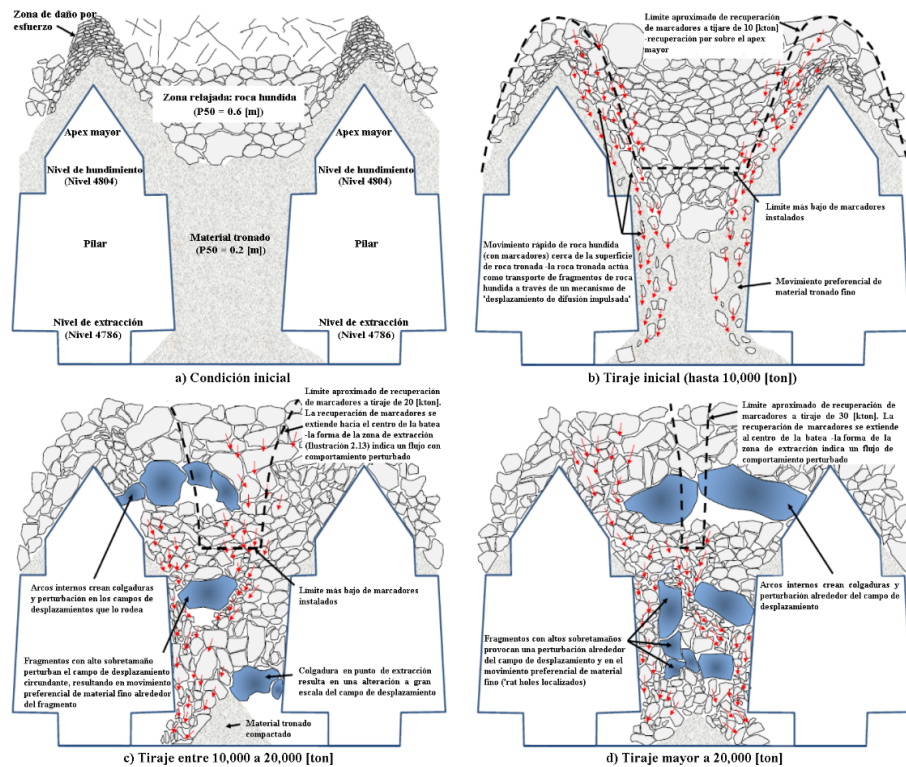 Zona de daño por
esfuerzo
Zona relajada: roca hundida
(P50 = 0.6 [m])
Apex mayor
Apex mayor
Nivel de hundimiento
(Nivel 4804)
Nivel de hundimiento
(Nivel 4804)
Material tronado
(P50 = 0.2 [m])
Pilar
Pilar
Nivel de extracción
(Nivel 4786)
Nivel de extracción
(Nivel 4786)
a) Condición inicial
Límite aproximado de recuperación
de marcadores a tijare de 10 [kton]
-recuperación por sobre el apex
mayor
Límite más bajo de marcadores
instalados
Movimiento rápido de roca hundida
(con marcadores) cerca de la superficie
de roca tronada -la roca tronada actúa
como transporte de fragmentos de roca
hundida a través de un mecanismo de
'desplazamiento de difusión impulsada'
Movimiento preferencial de
material tronado fino
b) Tiraje inicial (hasta 10,000 [ton])
Límite aproximado de recuperación
de marcadores a tiraje de 20 [kton].
La recuperación de marcadores se
extiende hacia el centro de la batea
-la forma de la zona de extracción
(Ilustración 2.13) indica un flujo con
comportamiento perturbado
Arcos internos crean colgaduras
y perturbación en los campos de
desplazamientos que lo rodea
Límite más bajo de marcadores
instalados
Fragmentos con alto sobretamaño
perturban el campo de desplazamiento
circundante, resultando en movimiento
preferencial de material fino alrededor
del fragmento
Colgadura en punto de extracción
resulta en una alteración a gran
escala del campo de desplazamiento
Material tronado
compactado
c) Tiraje entre 10,000 a 20,000 [ton]
Límite aproximado de recuperación de
marcadores a tiraje de 30 [kton]. La
recuperación de marcadores se extiende
al centro de la batea -la forma de la
zona de extracción indica un flujo de
comportamiento perturbado
Arcos internos crean colgaduras y
perturbación alrededor del campo de
desplazamiento
Fragmentos con altos sobretamaños
provocan una perturbación alrededor
del campo de desplazamiento y en el
movimiento preferencial de material
fino ('rat holes localizados)
d) Tiraje mayor a 20,000 [ton]